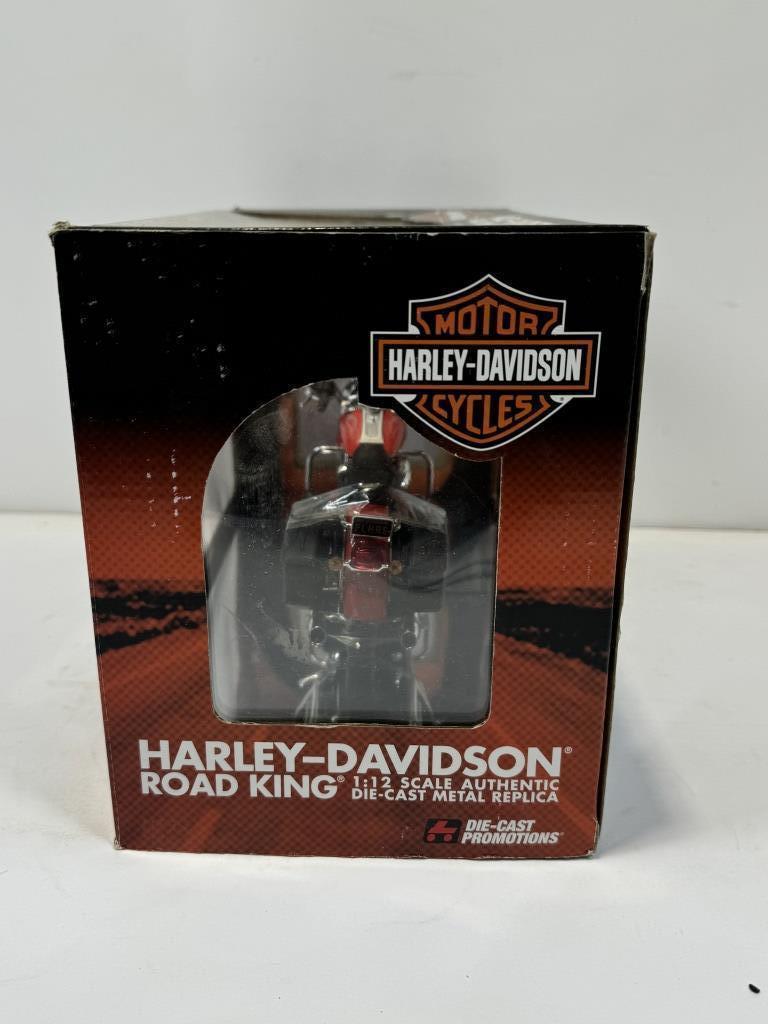 MOTOR
HARLEY-DAVIDSON
CYCLES
HARLEY-DAVIDSON®
ROAD KING® 1:12 SCALE AUTHENTIC
DIE-CAST METAL REPLICA
DIE-CAST
PROMOTIONS®